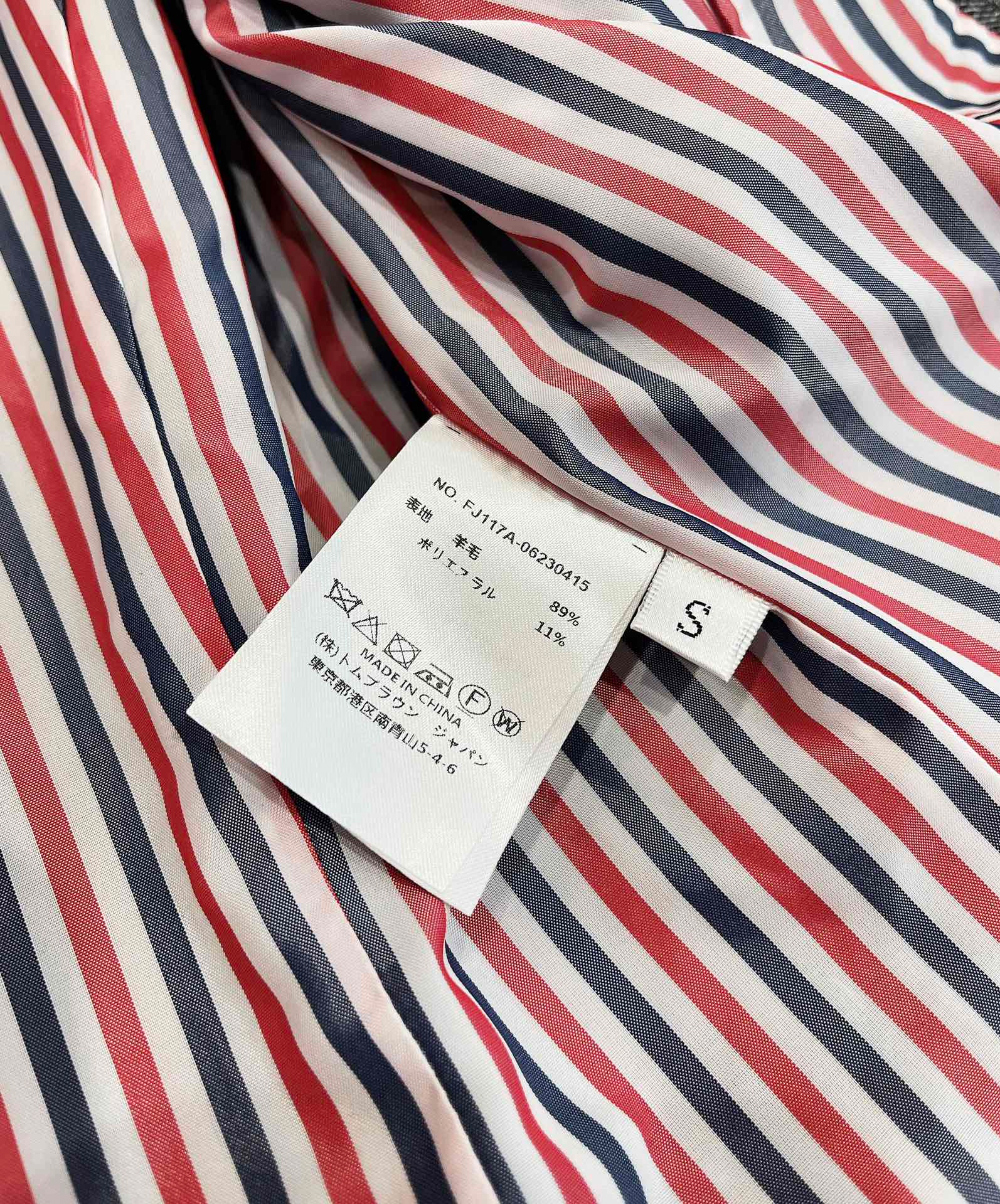 NO. FJ117A-06230415
表地 羊毛 89%
ポリエフラル 11%
F W
MADE IN CHINA
(株)トムブラウン ジャパン
東京都港区南青山5-4-6
S